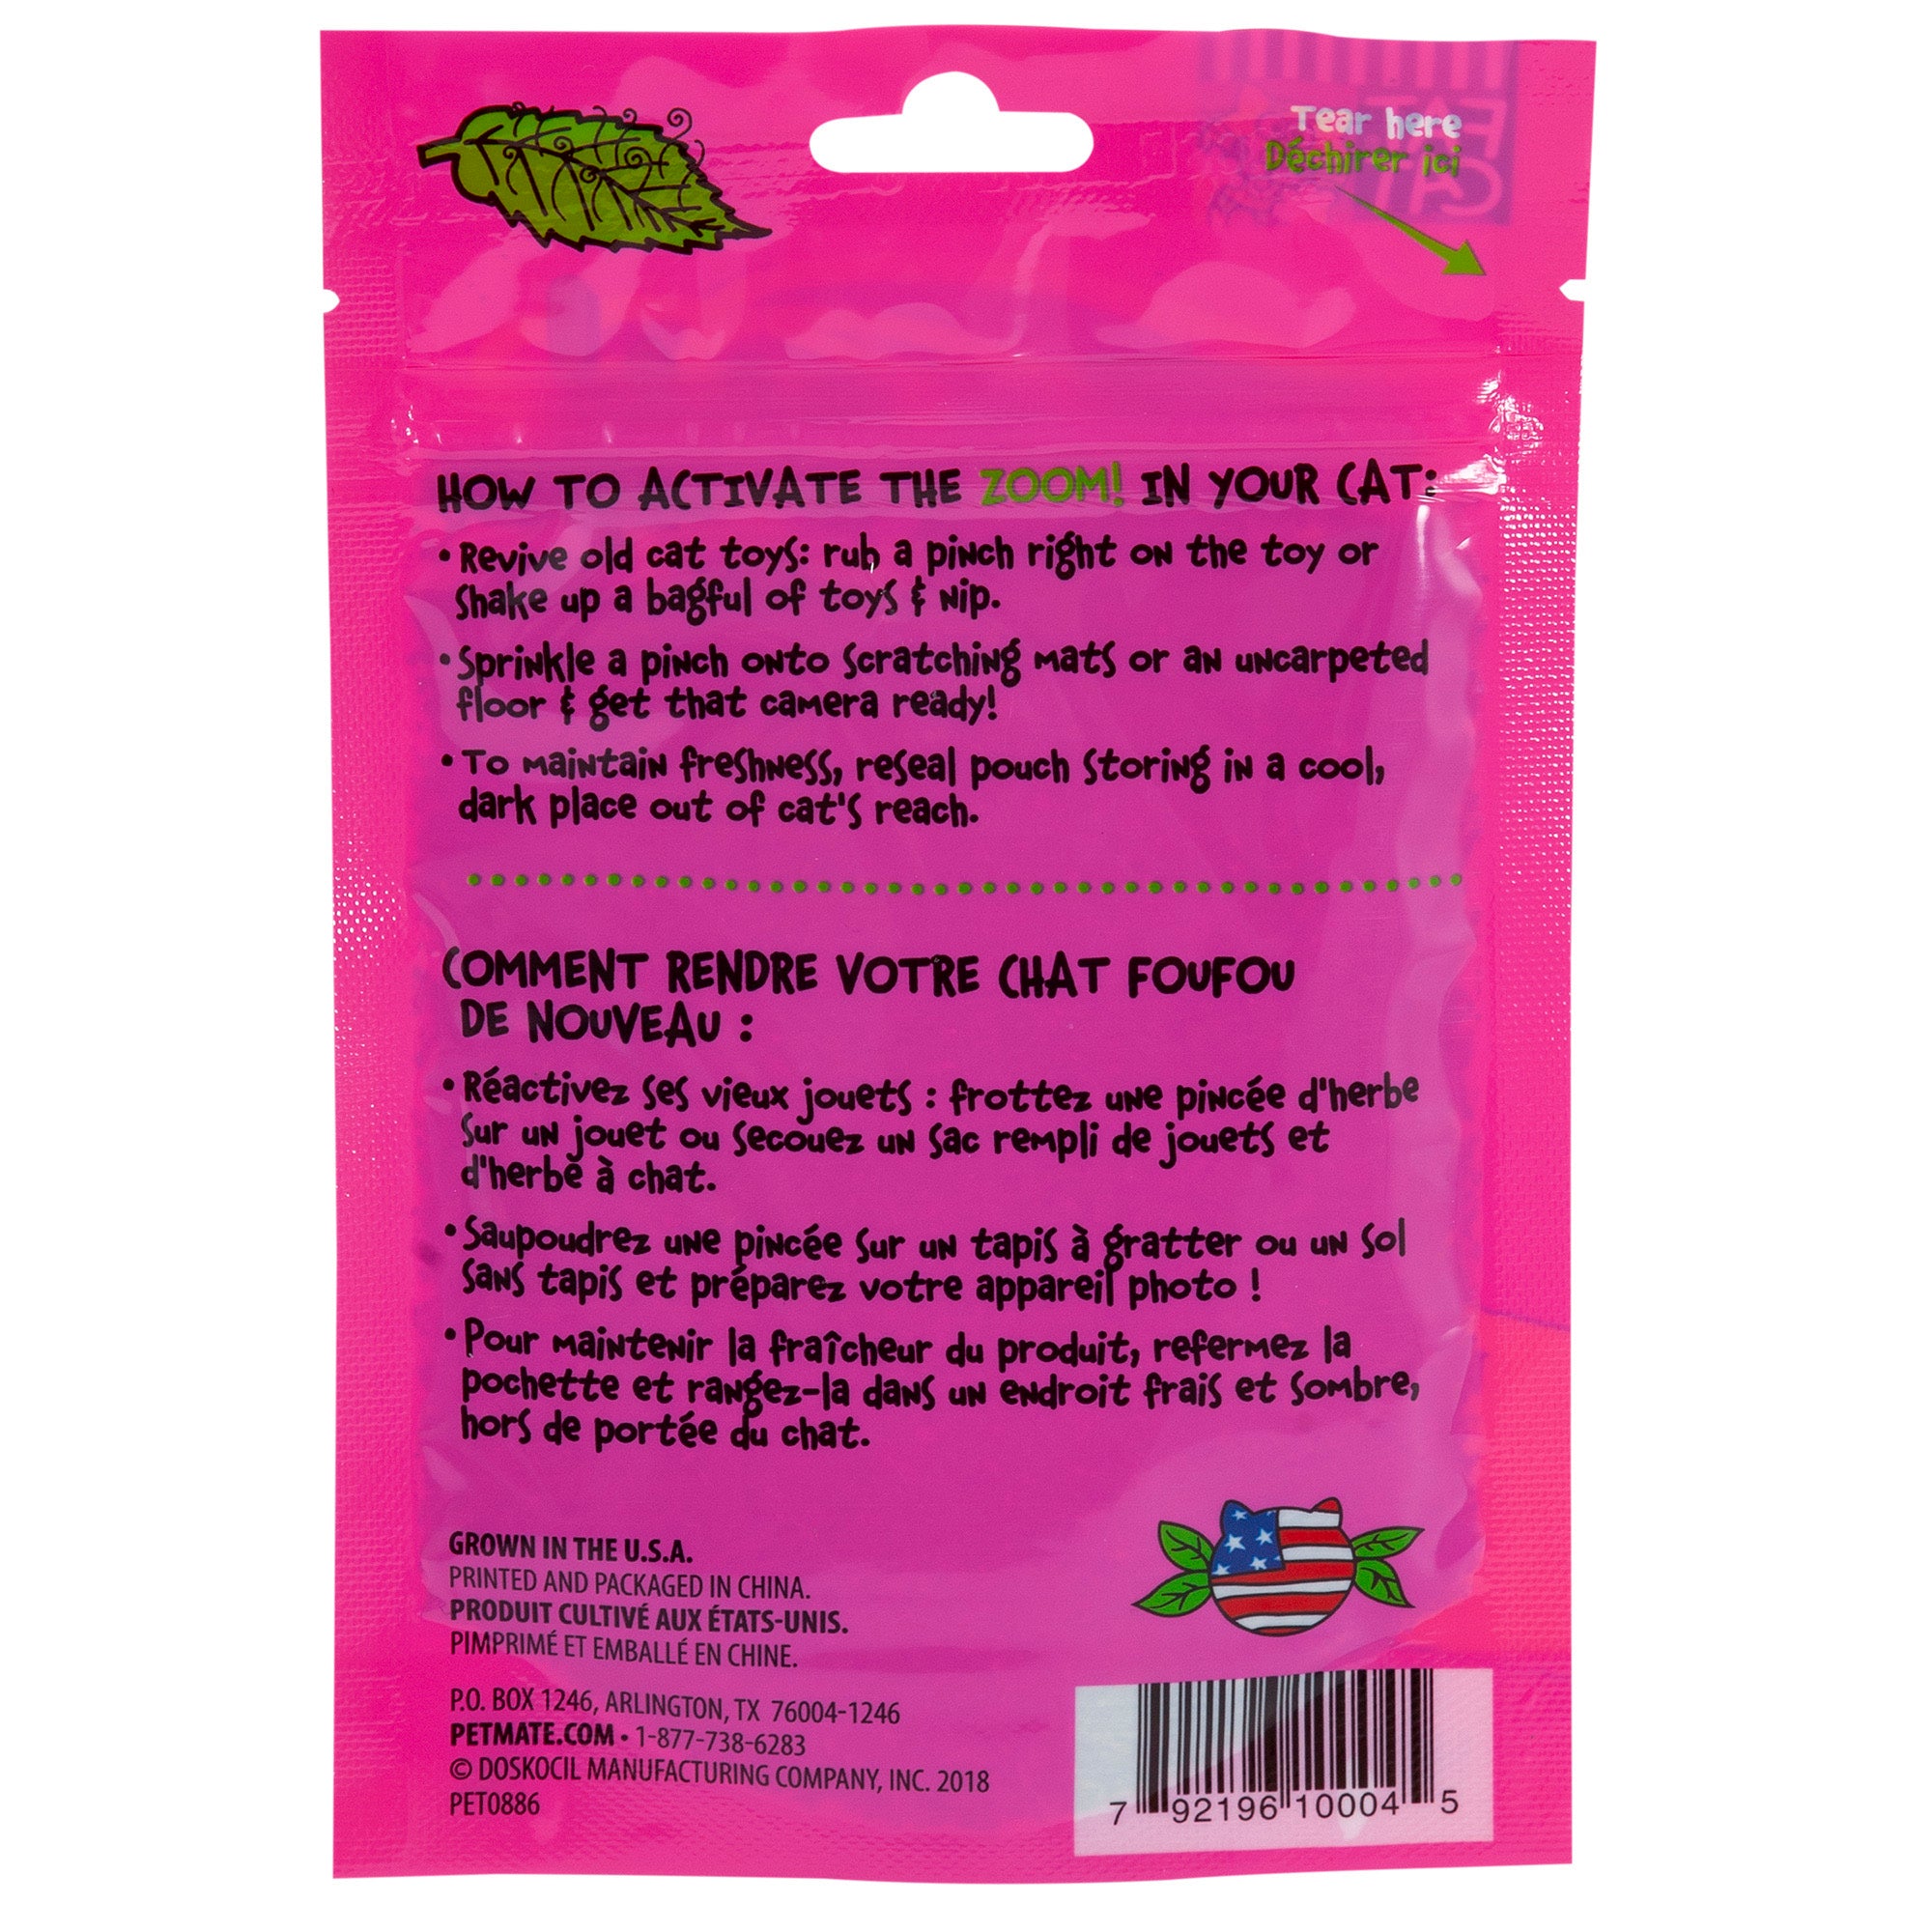 Tear here
Déchirer ici
HOW TO ACTIVATE THE ZOOM! IN YOUR CAT:
• Revive old cat toys: rub a pinch right on the toy or
shake up a bagful of toys & nip.
• Sprinkle a pinch onto scratching mats or an uncarpeted
floor & get that camera ready!
• To maintain freshness, reseal pouch storing in a cool,
dark place out of cat's reach.
COMMENT RENDRE VOTRE CHAT FOUFOU
DE NOUVEAU :
• Réactivez ses vieux jouets : frottez une pincée d'herbe
sur un jouet ou secouez un sac rempli de jouets et
d'herbe à chat.
• Saupoudrez une pincée sur un tapis à gratter ou un sol
sans tapis et préparez votre appareil photo !
• Pour maintenir la fraîcheur du produit, refermez la
pochette et rangez-la dans un endroit frais et sombre,
hors de portée du chat.
GROWN IN THE U.S.A.
PRINTED AND PACKAGED IN CHINA.
PRODUIT CULTIVÉ AUX ÉTATS-UNIS.
PIMPRIMÉ ET EMBALLÉ EN CHINE.
P.O. BOX 1246, ARLINGTON, TX 76004-1246
PETMATE.COM • 1-877-738-6283
© DOSKOCIL MANUFACTURING COMPANY, INC. 2018
PET0886
7 92196 10004 5